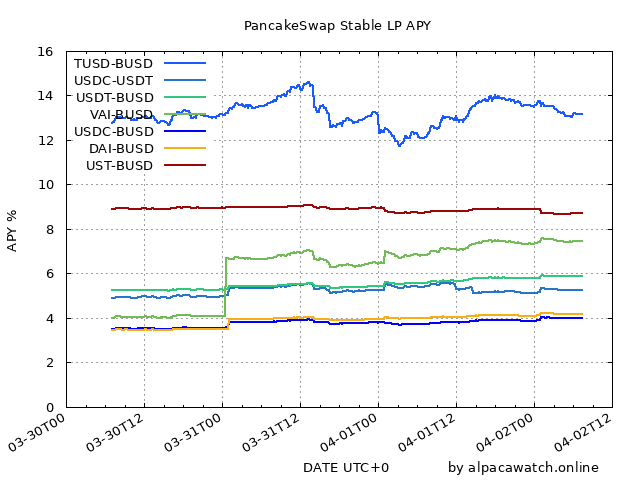 PancakeSwap Stable LP APY
16
14
12
10
8
6
4
2
0
APY %
TUSD-BUSD
USDC-USDT
USDT-BUSD
VAI-BUSD
USDC-BUSD
DAI-BUSD
UST-BUSD
03-30T00
03-30T12
03-31T00
03-31T12
04-01T00
04-01T12
04-02T00
04-02T12
DATE UTC+0
by alpacawatch.online